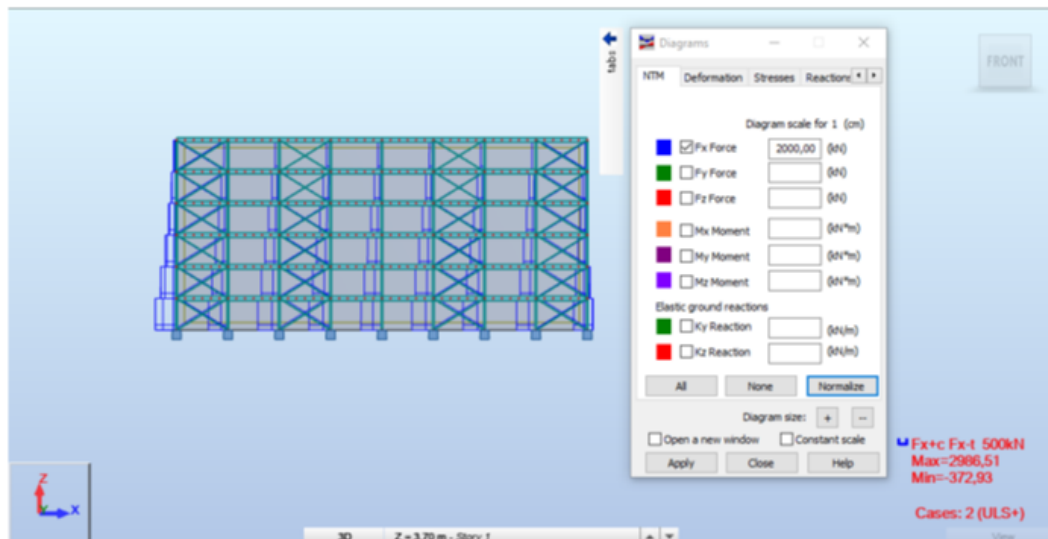 Diagrams
tabs
FRONT
NTM Deformation Stresses Reactions
Diagram scale for 1 (cm)
Fx Force 2000,00 (kN)
Fy Force (kN)
Fz Force (kN)
Mx Moment (kN*m)
My Moment (kN*m)
Mz Moment (kN*m)
Elastic ground reactions
Ky Reaction (kN/m)
Kz Reaction (kN/m)
All None Normalize
Diagram size: + --
Open a new window Constant scale
Apply Close Help
Fx+c Fx-t 500kN
Max=2986,51
Min=-372,93
Cases: 2 (ULS+)
Z
Y X
3D Z = 3,70 m - Story 1
View